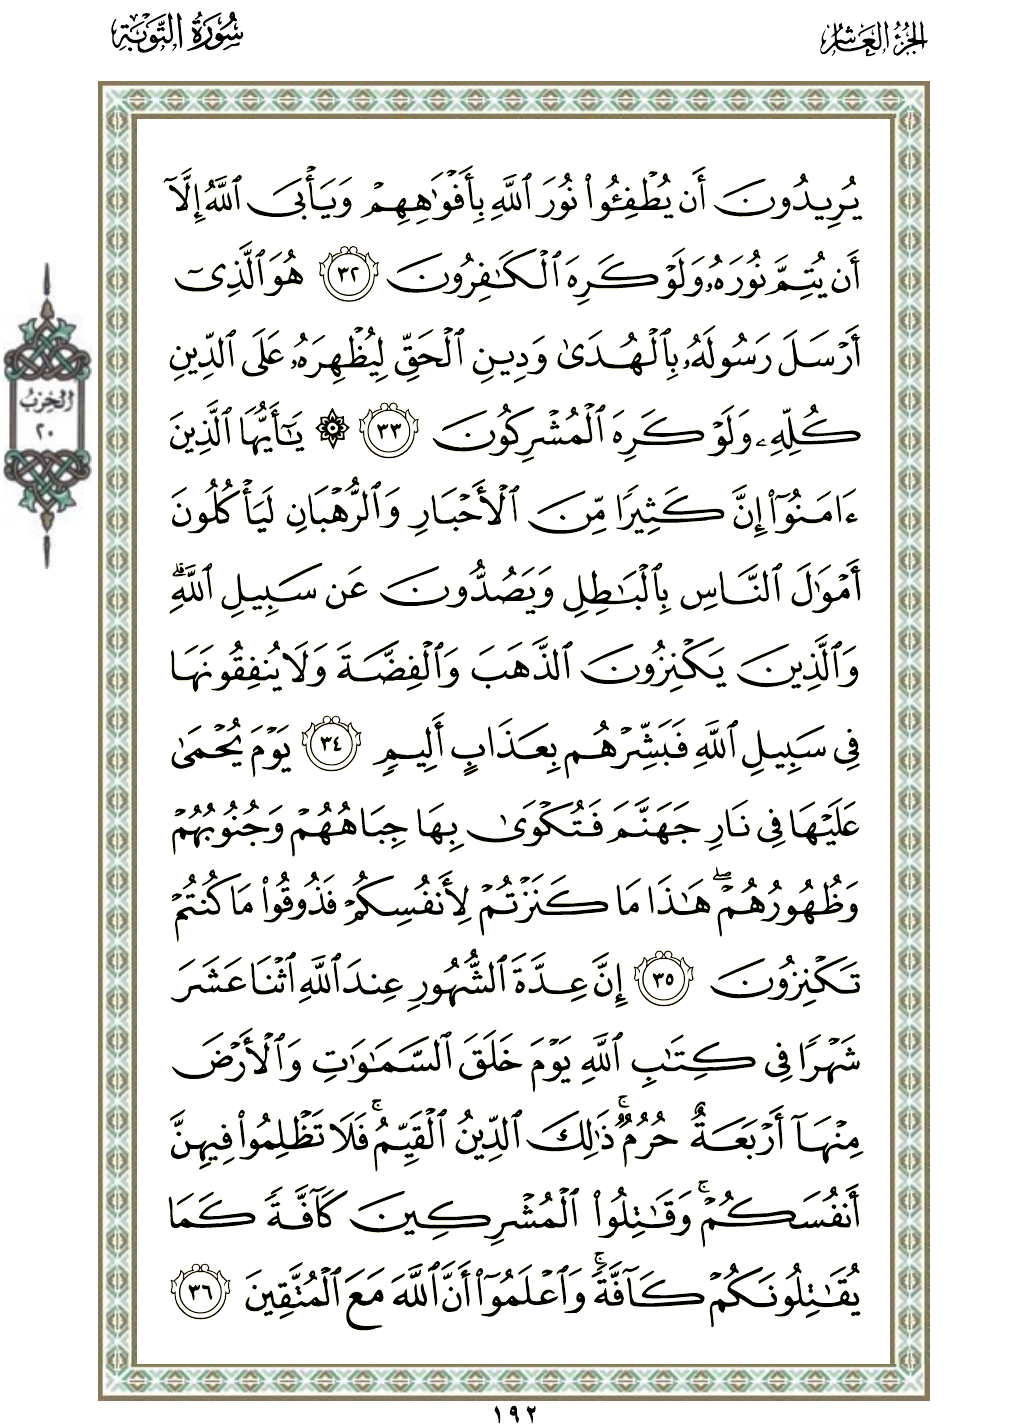 الجزء العاشر
سورة التوبة
يُرِيدُونَ أَن يُطْفِـُٔوا۟ نُورَ ٱللَّهِ بِأَفْوَٰهِهِمْ وَيَأْبَى ٱللَّهُ إِلَّآ
أَن يُتِمَّ نُورَهُۥ وَلَوْ كَرِهَ ٱلْكَـٰفِرُونَ ٣٢ هُوَ ٱلَّذِىٓ
أَرْسَلَ رَسُولَهُۥ بِٱلْهُدَىٰ وَدِينِ ٱلْحَقِّ لِيُظْهِرَهُۥ عَلَى ٱلدِّينِ
كُلِّهِۦ وَلَوْ كَرِهَ ٱلْمُشْرِكُونَ ٣٣ ۞ يَـٰٓأَيُّهَا ٱلَّذِينَ
ءَامَنُوٓا۟ إِنَّ كَثِيرًا مِّنَ ٱلْأَحْبَارِ وَٱلرُّهْبَانِ لَيَأْكُلُونَ
أَمْوَٰلَ ٱلنَّاسِ بِٱلْبَـٰطِلِ وَيَصُدُّونَ عَن سَبِيلِ ٱللَّهِ ۗ
وَٱلَّذِينَ يَكْنِزُونَ ٱلذَّهَبَ وَٱلْفِضَّةَ وَلَا يُنفِقُونَهَا
فِى سَبِيلِ ٱللَّهِ فَبَشِّرْهُم بِعَذَابٍ أَلِيمٍ ٣٤ يَوْمَ يُحْمَىٰ
عَلَيْهَا فِى نَارِ جَهَنَّمَ فَتُكْوَىٰ بِهَا جِبَاهُهُمْ وَجُنُوبُهُمْ
وَظُهُورُهُمْ ۖ هَـٰذَا مَا كَنَزْتُمْ لِأَنفُسِكُمْ فَذُوقُوا۟ مَا كُنتُمْ
تَكْنِزُونَ ٣٥ إِنَّ عِدَّةَ ٱلشُّهُورِ عِندَ ٱللَّهِ ٱثْنَا عَشَرَ
شَهْرًا فِى كِتَـٰبِ ٱللَّهِ يَوْمَ خَلَقَ ٱلسَّمَـٰوَٰتِ وَٱلْأَرْضَ
مِنْهَآ أَرْبَعَةٌ حُرُمٌ ۚ ذَٰلِكَ ٱلدِّينُ ٱلْقَيِّمُ ۚ فَلَا تَظْلِمُوا۟ فِيهِنَّ
أَنفُسَكُمْ ۚ وَقَـٰتِلُوا۟ ٱلْمُشْرِكِينَ كَآفَّةً كَمَا
يُقَـٰتِلُونَكُمْ كَآفَّةً ۚ وَٱعْلَمُوٓا۟ أَنَّ ٱللَّهَ مَعَ ٱلْمُتَّقِينَ ٣٦
الحزب
٢٠
١٩٢